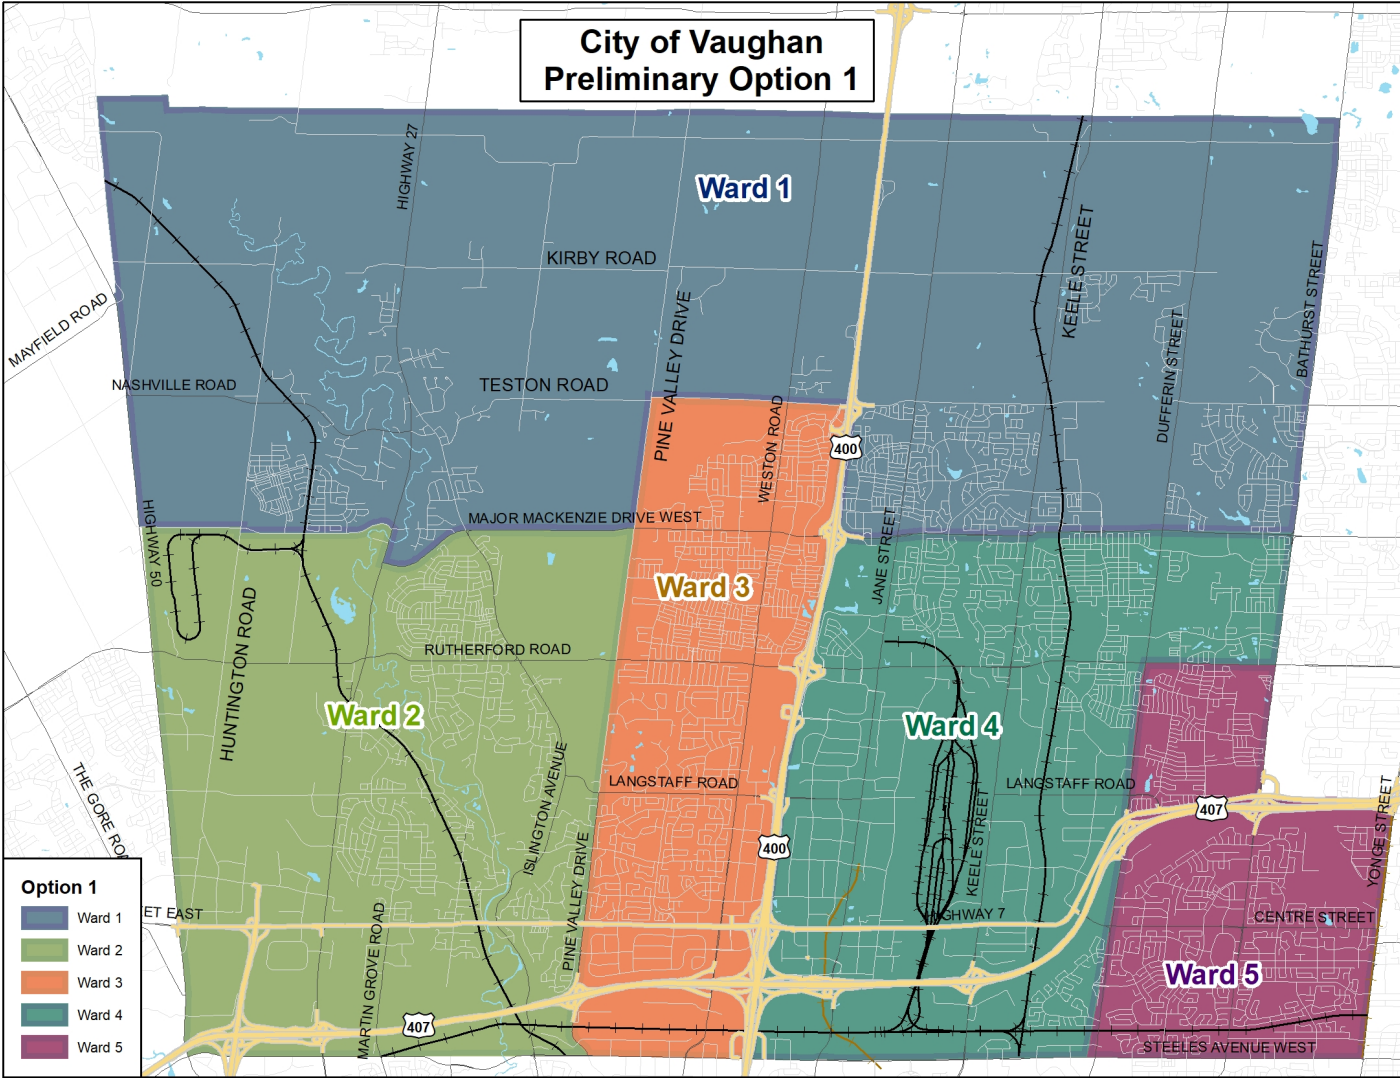 City of Vaughan
Preliminary Option 1
HIGHWAY 27
Ward 1
KEELE STREET
KIRBY ROAD
BATHURST STREET
MAYFIELD ROAD
PINE VALLEY DRIVE
DUFFERIN STREET
NASHVILLE ROAD
TESTON ROAD
WESTON ROAD
400
HIGHWAY 50
MAJOR MACKENZIE DRIVE WEST
JANE STREET
Ward 3
HUNTINGTON ROAD
RUTHERFORD ROAD
Ward 2
Ward 4
ISLINGTON AVENUE
LANGSTAFF ROAD
LANGSTAFF ROAD
THE GORE ROA
407
YONGE STREET
KEELE STREET
400
PINE VALLEY DRIVE
Option 1
Ward 1
Ward 2
Ward 3
Ward 4
Ward 5
EET EAST
HIGHWAY 7
CENTRE STREET
MARTIN GROVE ROAD
Ward 5
407
STEELES AVENUE WEST